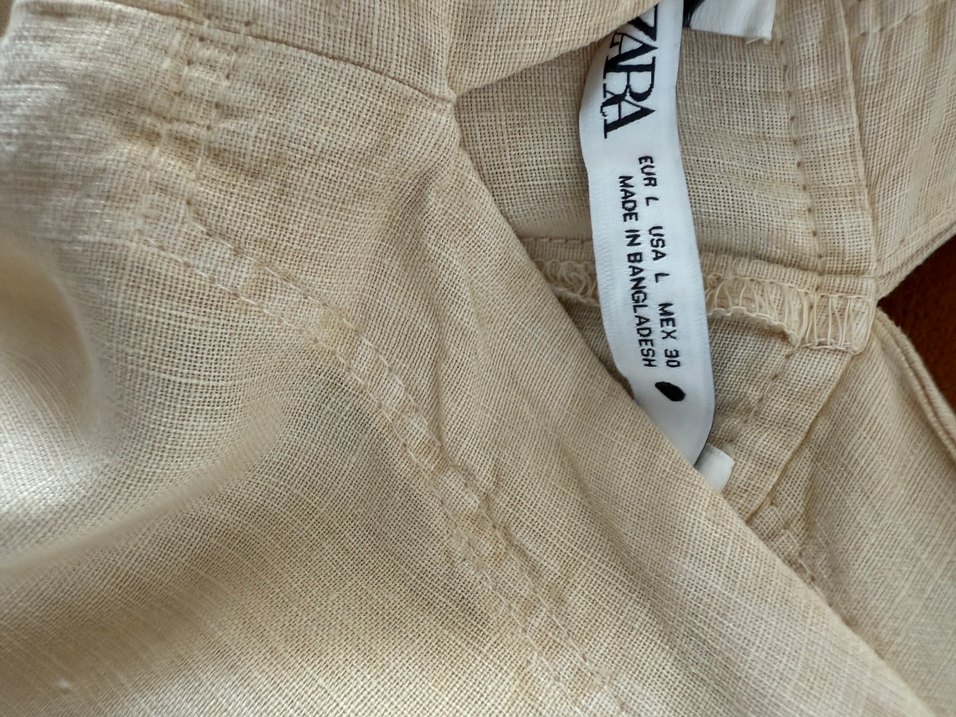 ZARA
EUR L USA L MEX 30
MADE IN BANGLADESH